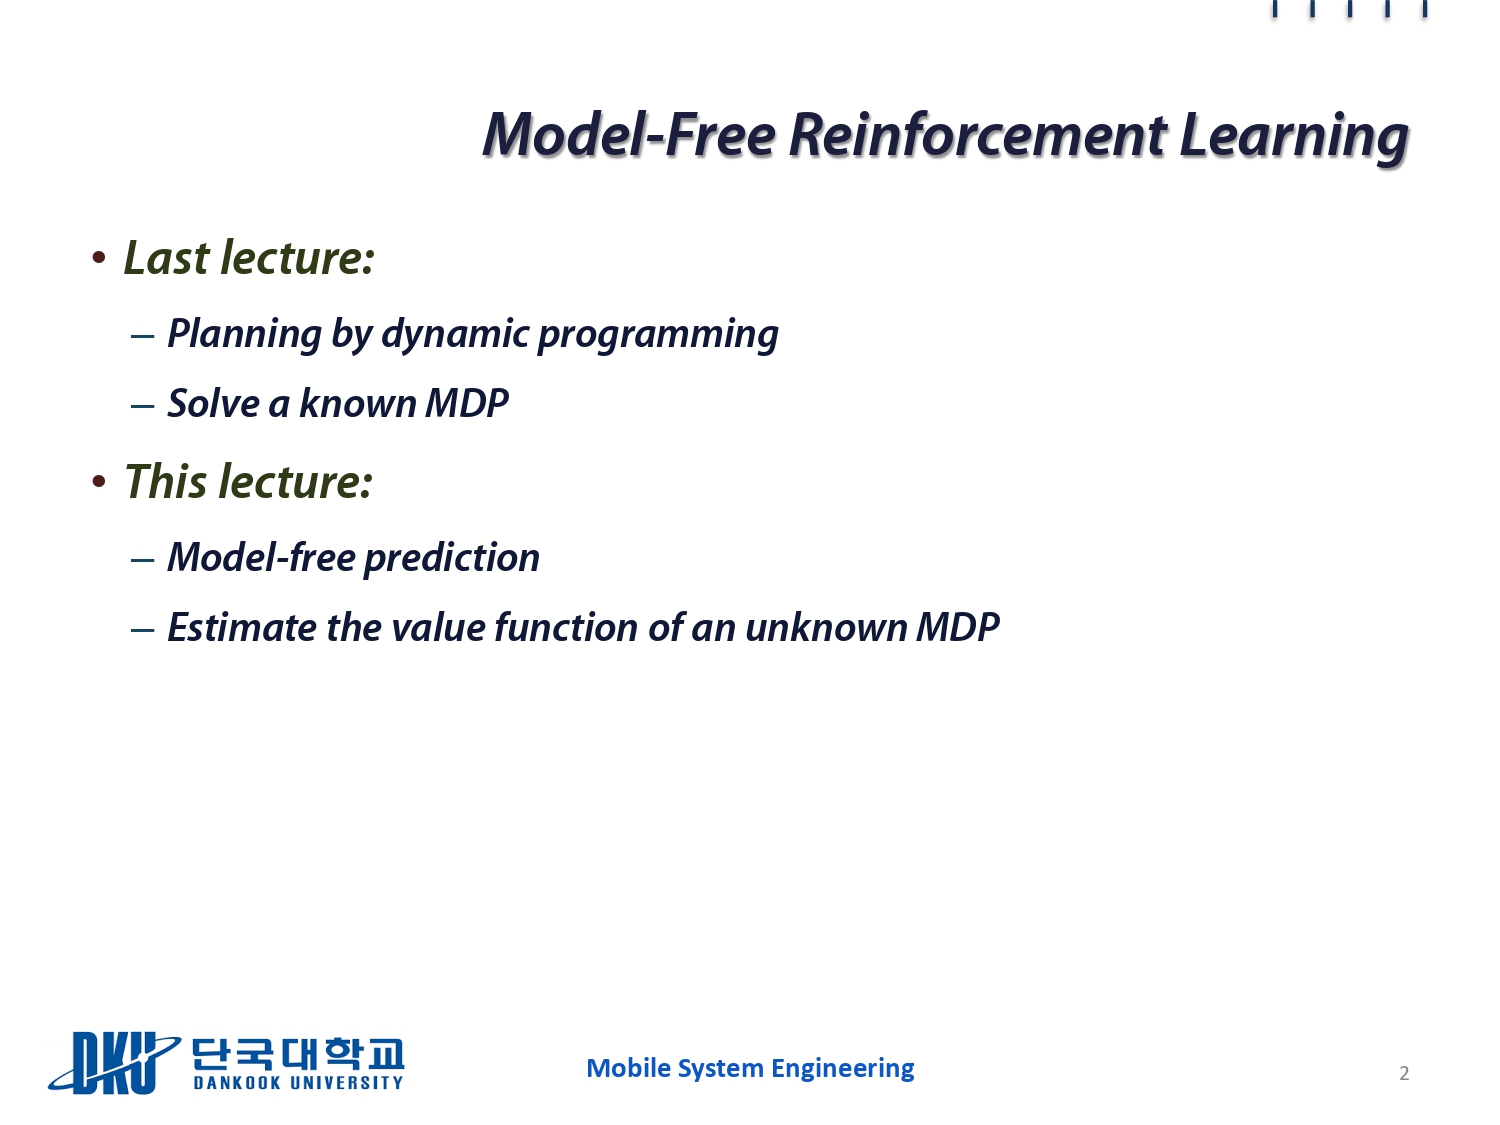 Model-Free Reinforcement Learning
• Last lecture:
– Planning by dynamic programming
– Solve a known MDP
• This lecture:
– Model-free prediction
– Estimate the value function of an unknown MDP
DKU 단국대학교
DANKOOK UNIVERSITY
Mobile System Engineering
2